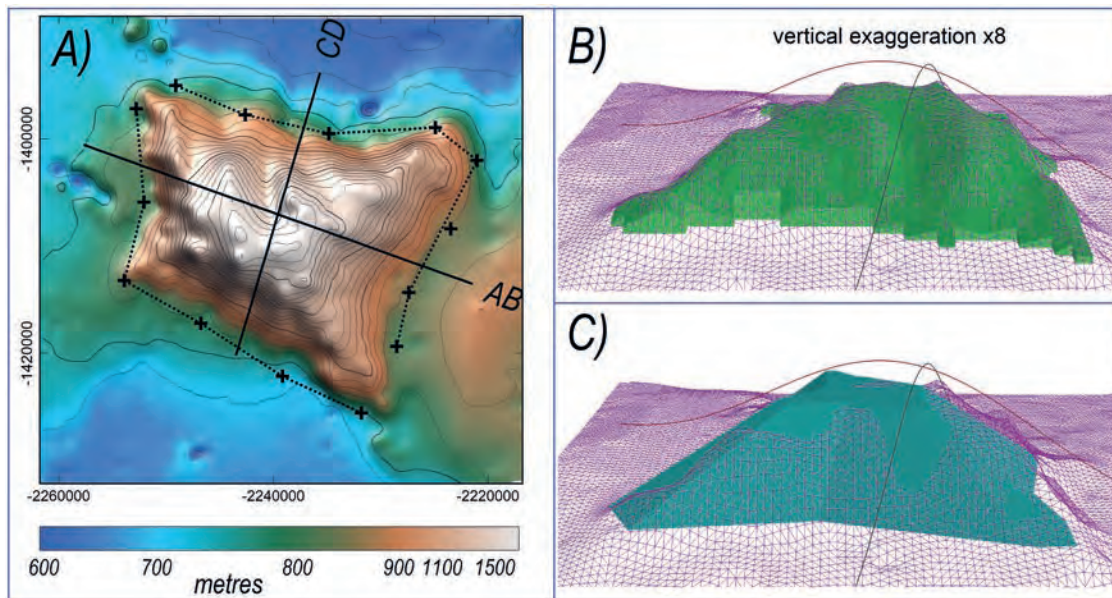 A)
CD
AB
-1400000
-1420000
-2260000
-2240000
-2220000
600 700 800 900 1100 1500
metres
B)
vertical exaggeration x8
C)